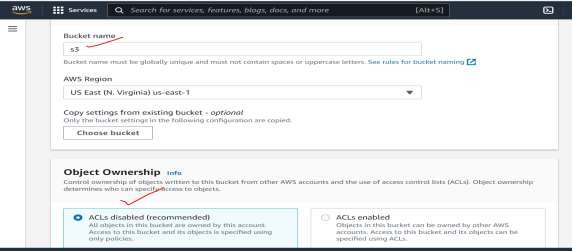 aws
Services
Search for services, features, blogs, docs, and more
[Alt+S]
Bucket name
s3
Bucket name must be globally unique and must not contain spaces or uppercase letters. See rules for bucket naming
AWS Region
US East (N. Virginia) us-east-1
Copy settings from existing bucket - optional
Only the bucket settings in the following configuration are copied.
Choose bucket
Object Ownership Info
Control ownership of objects written to this bucket from other AWS accounts and the use of access control lists (ACLs). Object ownership
determines who can specify access to objects.
ACLs disabled (recommended)
All objects in this bucket are owned by this account.
Access to this bucket and its objects is specified using
only policies.
ACLs enabled
Objects in this bucket can be owned by other AWS
accounts. Access to this bucket and its objects can be
specified using ACLs.